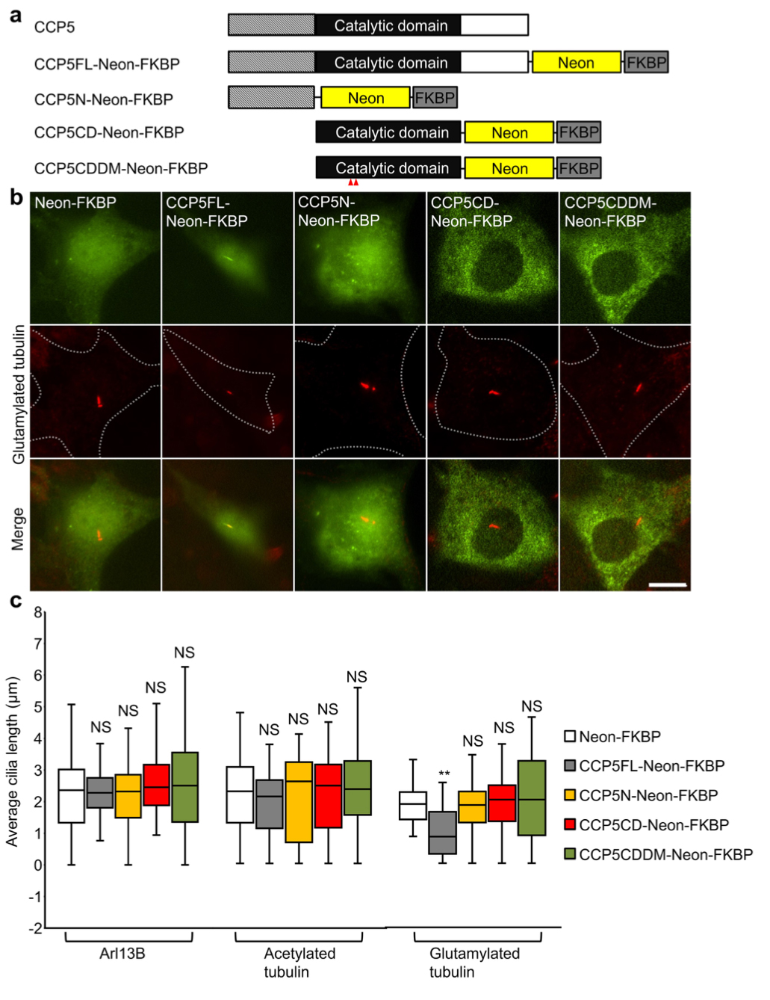 a
CCP5
Catalytic domain
CCP5FL-Neon-FKBP
Catalytic domain
Neon
FKBP
CCP5N-Neon-FKBP
Neon
FKBP
CCP5CD-Neon-FKBP
Catalytic domain
Neon
FKBP
CCP5CDDM-Neon-FKBP
Catalytic domain
Neon
FKBP
b
Neon-FKBP
CCP5FL-
Neon-FKBP
CCP5N-
Neon-FKBP
CCP5CD-
Neon-FKBP
CCP5CDDM-
Neon-FKBP
Glutamylated tubulin
Merge
c
Average cilia length (μm)
8
7
6
5
4
3
2
1
0
-1
-2
NS
NS
NS
NS
NS
NS
NS
NS
**
NS
NS
NS
Arl13B
Acetylated
tubulin
Glutamylated
tubulin
Neon-FKBP
CCP5FL-Neon-FKBP
CCP5N-Neon-FKBP
CCP5CD-Neon-FKBP
CCP5CDDM-Neon-FKBP